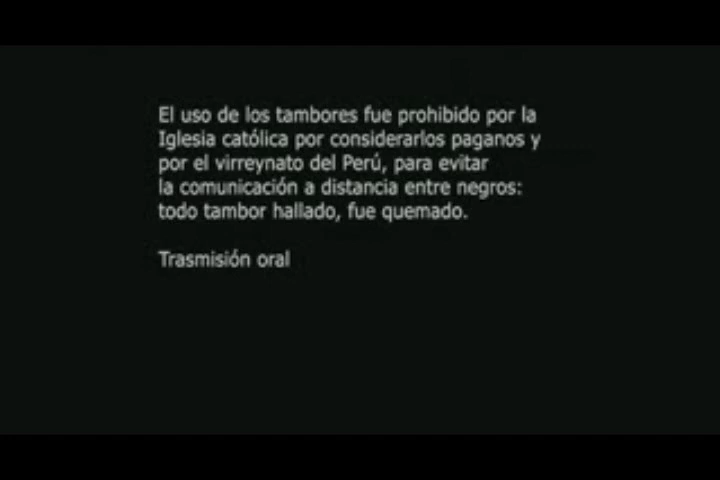 El uso de los tambores fue prohibido por la
Iglesia católica por considerarlos paganos y
por el virreynato del Perú, para evitar
la comunicación a distancia entre negros:
todo tambor hallado, fue quemado.
Trasmisión oral